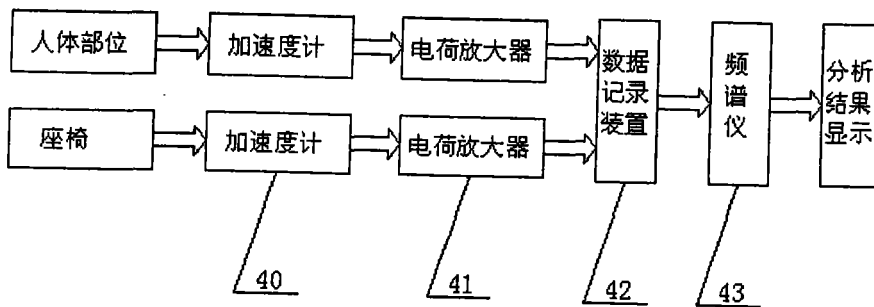 人体部位
加速度计
电荷放大器
数据
记录
装置
频
谱
仪
分析
结果
显示
座椅
加速度计
电荷放大器
40
41
42
43